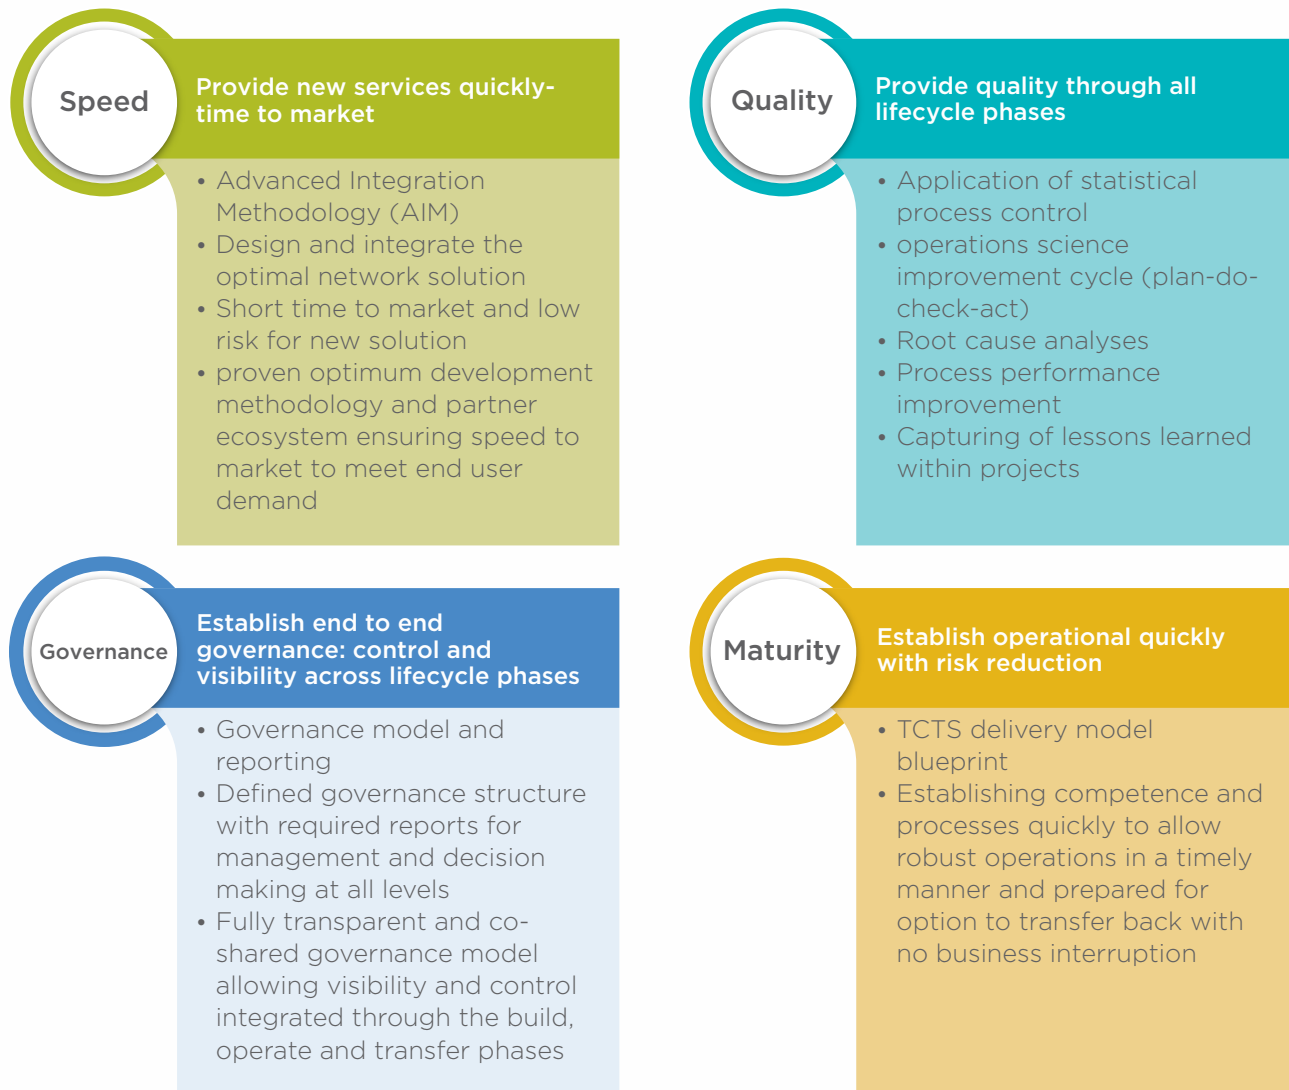 Speed
Provide new services quickly-
time to market
• Advanced Integration
Methodology (AIM)
• Design and integrate the
optimal network solution
• Short time to market and low
risk for new solution
• proven optimum development
methodology and partner
ecosystem ensuring speed to
market to meet end user
demand
Quality
Provide quality through all
lifecycle phases
• Application of statistical
process control
• operations science
improvement cycle (plan-do-
check-act)
• Root cause analyses
• Process performance
improvement
• Capturing of lessons learned
within projects
Governance
Establish end to end
governance: control and
visibility across lifecycle phases
• Governance model and
reporting
• Defined governance structure
with required reports for
management and decision
making at all levels
• Fully transparent and co-
shared governance model
allowing visibility and control
integrated through the build,
operate and transfer phases
Maturity
Establish operational quickly
with risk reduction
• TCTS delivery model
blueprint
• Establishing competence and
processes quickly to allow
robust operations in a timely
manner and prepared for
option to transfer back with
no business interruption